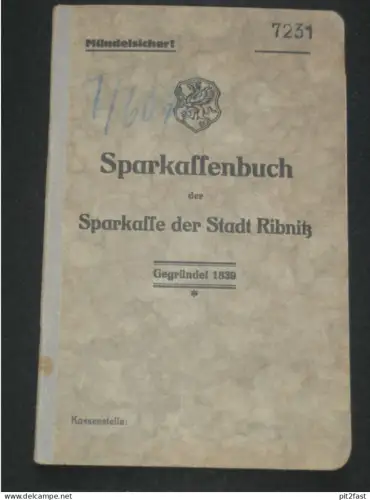 Mündelsicher!
7231
Sparkaſſenbuch
der
Sparkaſſe der Stadt Ribnitz
Gegründet 1839
*
Kassenstelle:
www.delcampe.net
pit2fast